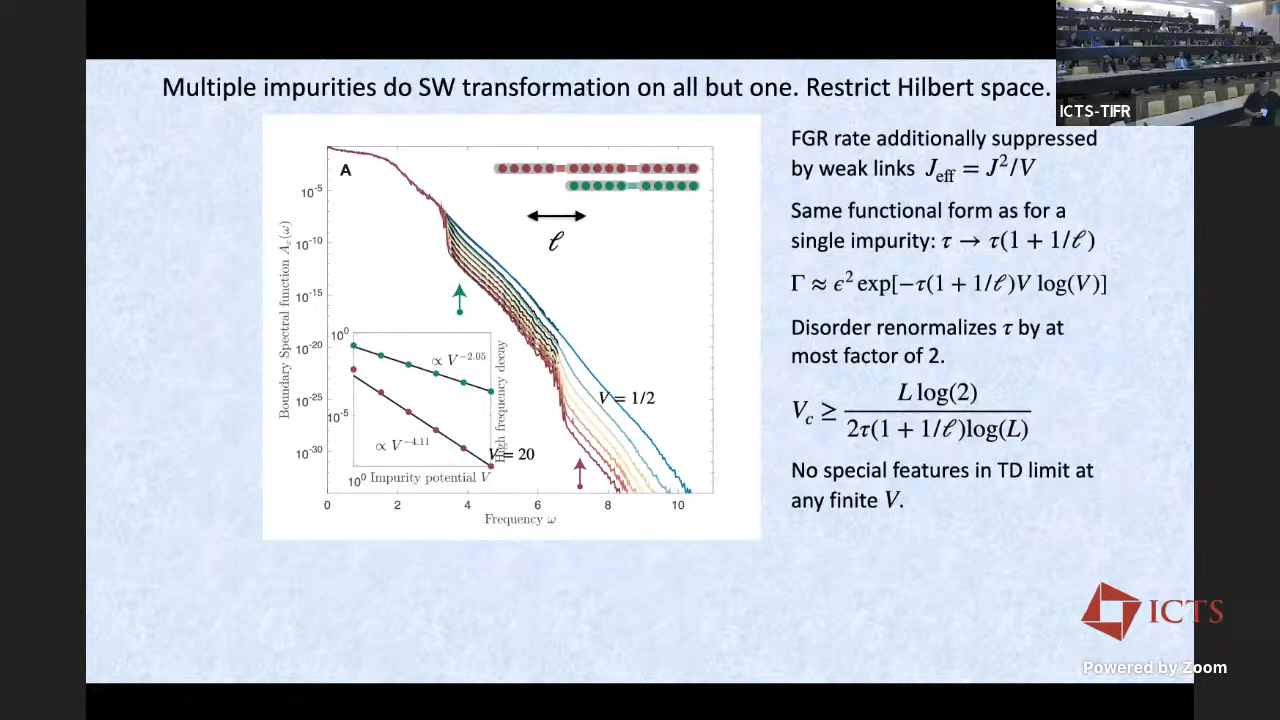 Multiple impurities do SW transformation on all but one. Restrict Hilbert space.
ICTS-TIFR
A
ℓ
Boundary Spectral function A_x(ω)
10^-5
10^-10
10^-15
10^-20
10^-25
10^-30
0
2
4
6
8
10
Frequency ω
V = 1/2
V = 20
10^0
10^-5
∝ V^-2.05
∝ V^-4.11
10^0 Impurity potential V
High frequency decay
FGR rate additionally suppressed
by weak links J_eff = J^2/V
Same functional form as for a
single impurity: τ → τ(1 + 1/ℓ)
Γ ≈ ϵ^2 exp[−τ(1 + 1/ℓ)V log(V)]
Disorder renormalizes τ by at
most factor of 2.
V_c ≥ L log(2) / 2τ(1 + 1/ℓ)log(L)
No special features in TD limit at
any finite V.
ICTS
Powered by Zoom